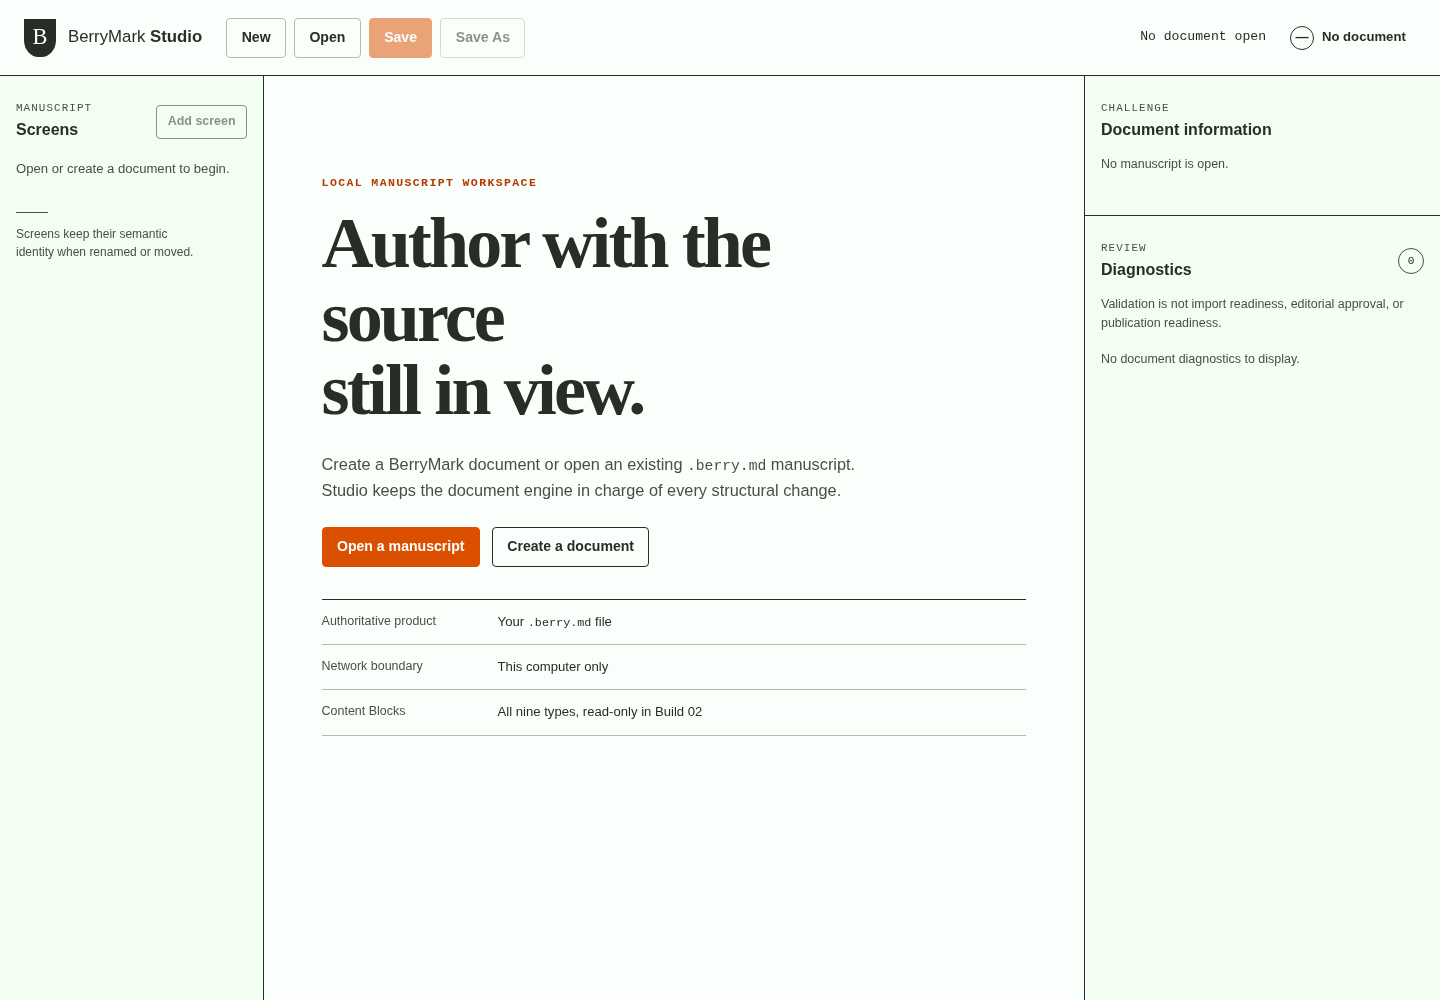 B BerryMark Studio New Open Save Save As No document open — No document
MANUSCRIPT
Screens
Add screen
Open or create a document to begin.
Screens keep their semantic
identity when renamed or moved.
LOCAL MANUSCRIPT WORKSPACE
Author with the
source
still in view.
Create a BerryMark document or open an existing .berry.md manuscript.
Studio keeps the document engine in charge of every structural change.
Open a manuscript Create a document
Authoritative product Your .berry.md file
Network boundary This computer only
Content Blocks All nine types, read-only in Build 02
CHALLENGE
Document information
No manuscript is open.
REVIEW
Diagnostics
0
Validation is not import readiness, editorial approval, or
publication readiness.
No document diagnostics to display.